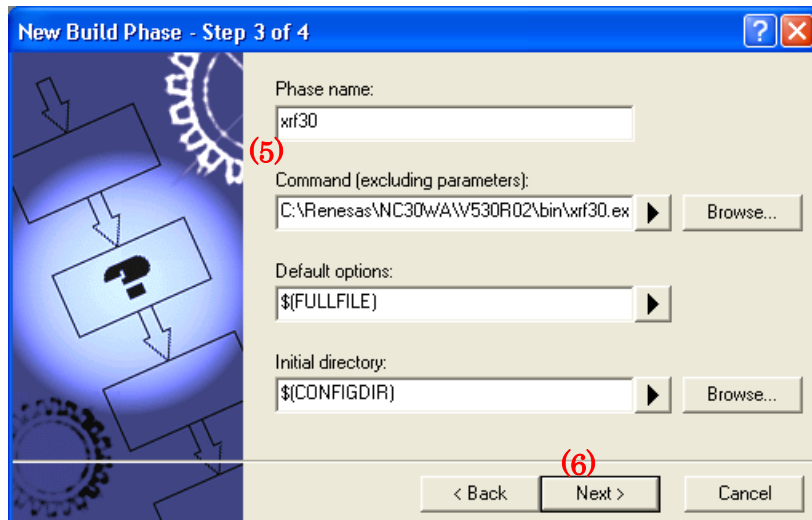 New Build Phase - Step 3 of 4
Phase name:
xrf30
(5)
Command (excluding parameters):
C:\Renesas\NC30WA\V530R02\bin\xrf30.ex
Browse...
Default options:
$(FULLFILE)
Initial directory:
$(CONFIGDIR)
Browse...
(6)
< Back
Next >
Cancel